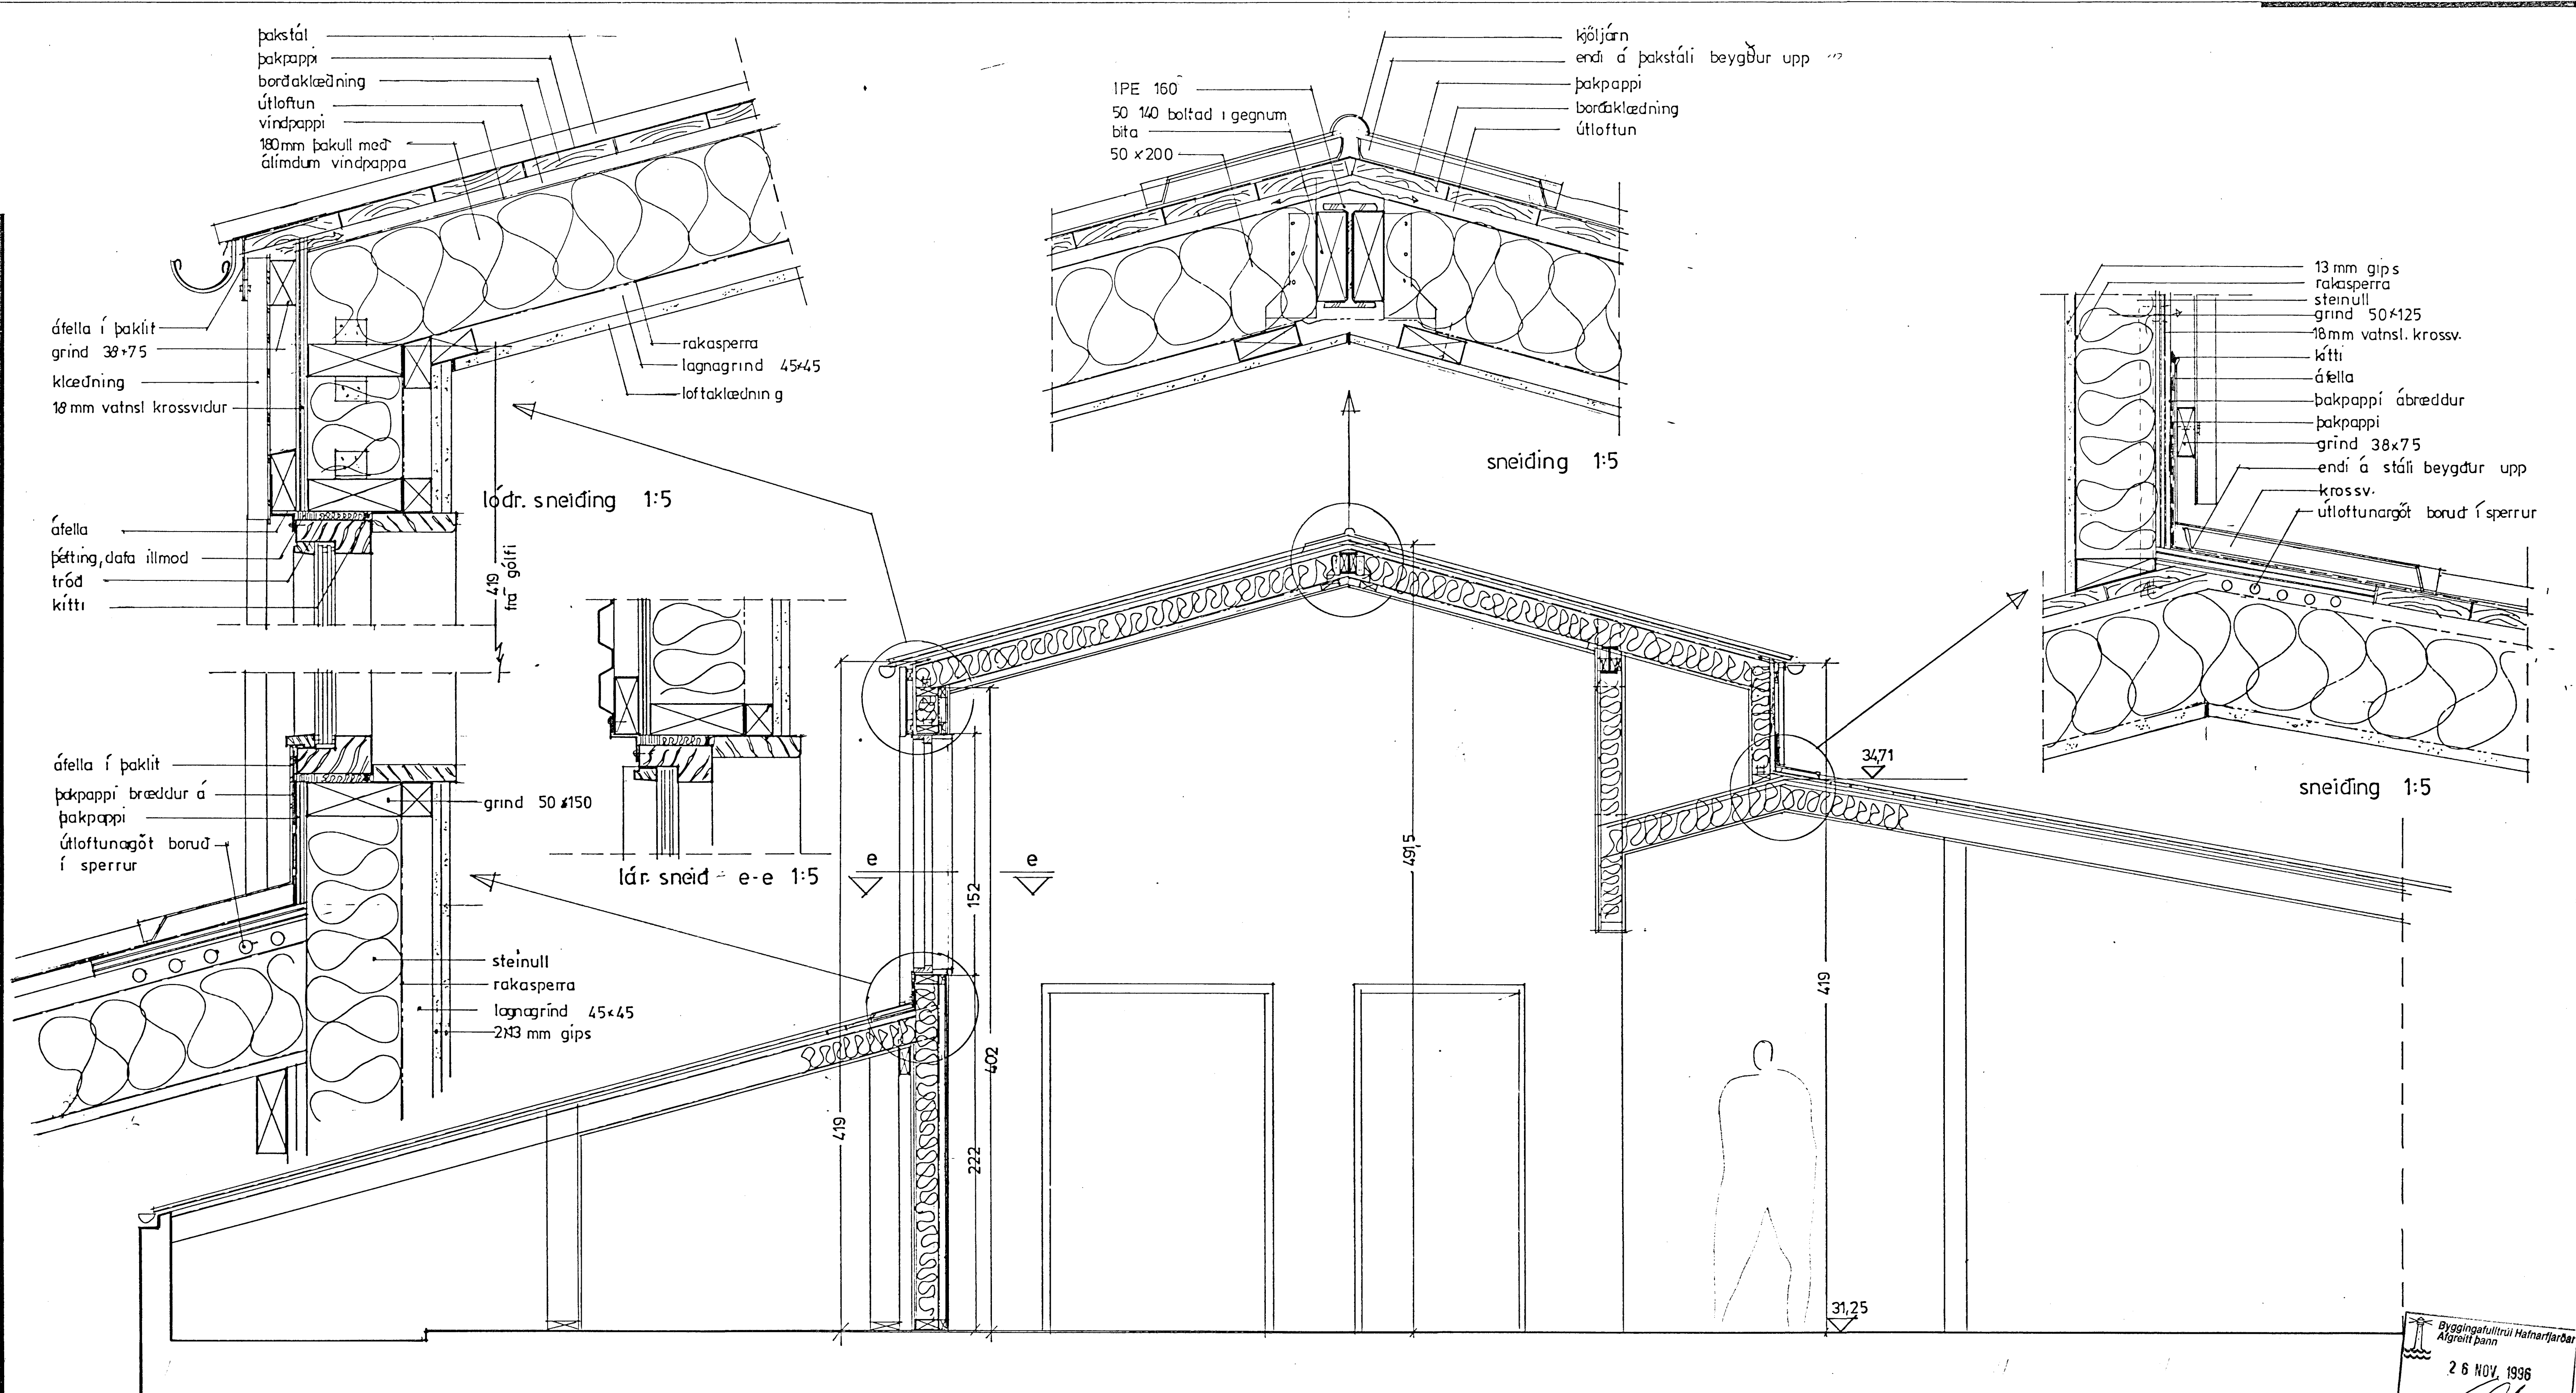 þakstál
þakpappi
borðaklæðning
útloftun
vindpappi
180mm þakull með
álímdum vindpappa
áfella í þaklit
grind 38×75
klæðning
18 mm vatnsl krossviður
rakasperra
lagnagrind 45×45
loftaklæðning
lóðr. sneiðing 1:5
áfella
þétting, data illmod
tróð
kítti
419
frá gólfi
áfella í þaklit
þakpappi bræddur á
þakpappi
útloftunagöt boruð
í sperrur
grind 50×150
steinull
rakasperra
lagnagrind 45×45
2×13 mm gips
lár. sneið - e-e 1:5
IPE 160
50 140 boltað í gegnum
bita
50×200
kjöljárn
endi á þakstáli beygður upp
þakpappi
borðaklæðning
útloftun
sneiðing 1:5
13 mm gips
rakasperra
steinull
grind 50×125
18mm vatnsl. krossv.
kítti
áfella
þakpappi ábræddur
þakpappi
grind 38x75
endi á stáli beygður upp
krossv.
útloftunargöt boruð í sperrur
sneiðing 1:5
e
e
419
152
222
402
491,5
419
34,71
31,25
Byggingafulltrúi Hafnarfjarðar
Afgreitt þann
26 NOV. 1996